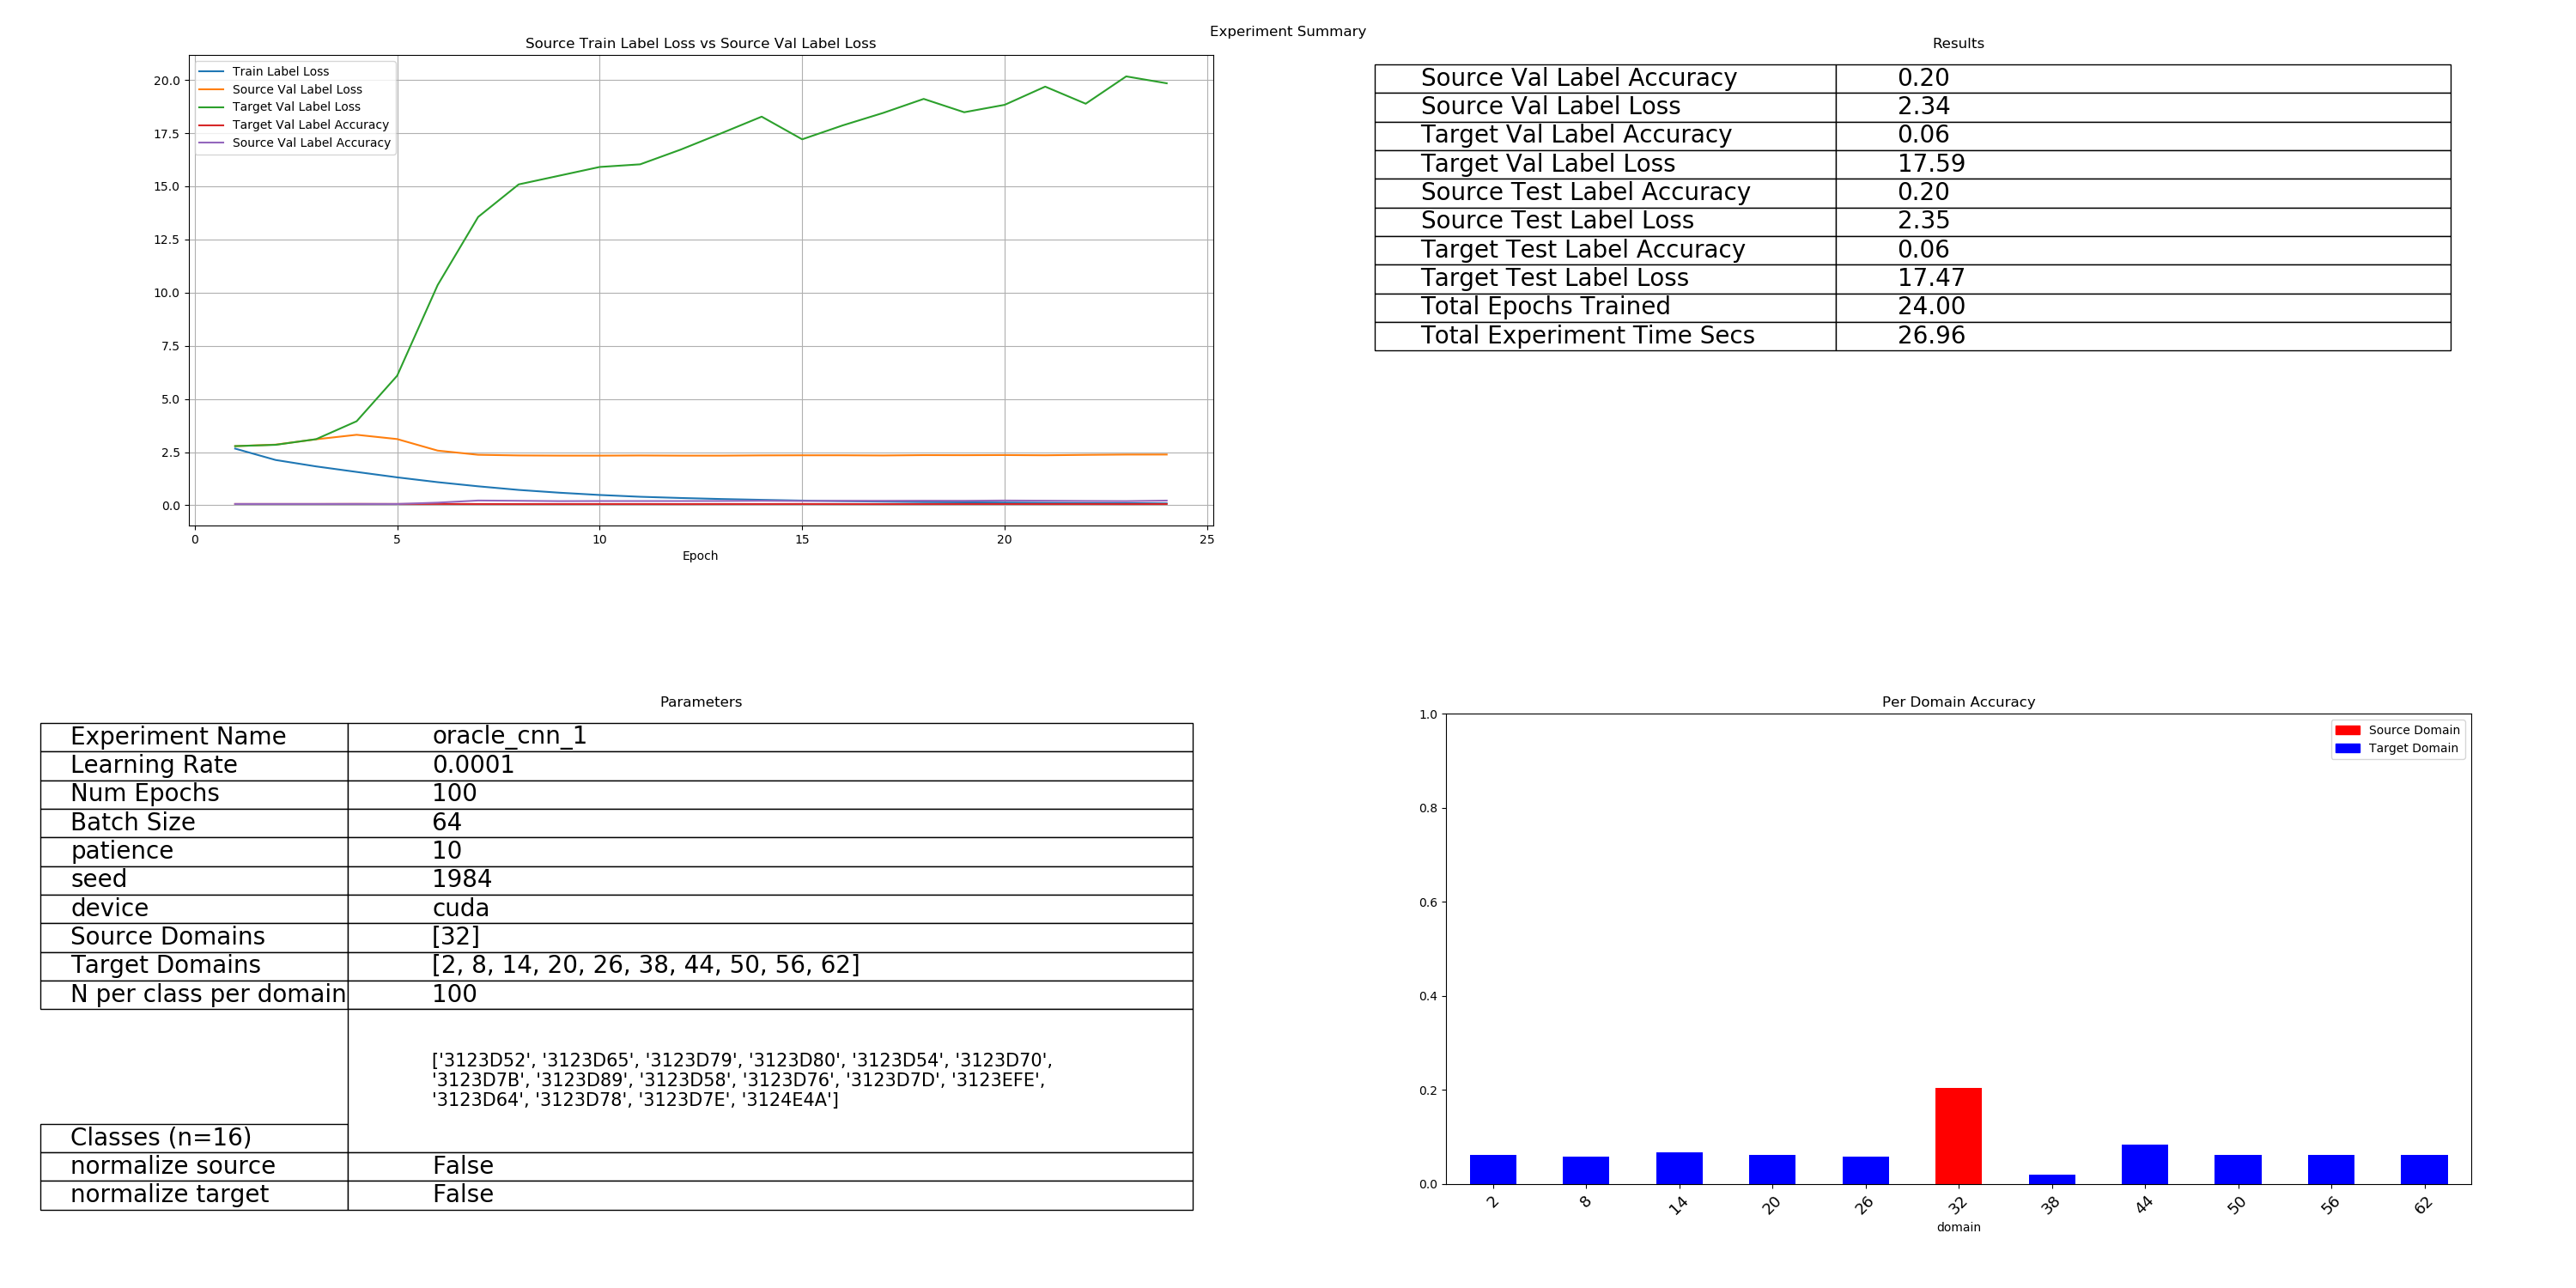 Experiment Summary
Source Train Label Loss vs Source Val Label Loss
Train Label Loss
Source Val Label Loss
Target Val Label Loss
Target Val Label Accuracy
Source Val Label Accuracy
20.0
17.5
15.0
12.5
10.0
7.5
5.0
2.5
0.0
0 5 10 15 20 25
Epoch
Results
Source Val Label Accuracy 0.20
Source Val Label Loss 2.34
Target Val Label Accuracy 0.06
Target Val Label Loss 17.59
Source Test Label Accuracy 0.20
Source Test Label Loss 2.35
Target Test Label Accuracy 0.06
Target Test Label Loss 17.47
Total Epochs Trained 24.00
Total Experiment Time Secs 26.96
Parameters
Experiment Name oracle_cnn_1
Learning Rate 0.0001
Num Epochs 100
Batch Size 64
patience 10
seed 1984
device cuda
Source Domains [32]
Target Domains [2, 8, 14, 20, 26, 38, 44, 50, 56, 62]
N per class per domain 100
['3123D52', '3123D65', '3123D79', '3123D80', '3123D54', '3123D70',
'3123D7B', '3123D89', '3123D58', '3123D76', '3123D7D', '3123EFE',
'3123D64', '3123D78', '3123D7E', '3124E4A']
Classes (n=16)
normalize source False
normalize target False
Per Domain Accuracy
Source Domain
Target Domain
1.0
0.8
0.6
0.4
0.2
0.0
2 8 14 20 26 32 38 44 50 56 62
domain